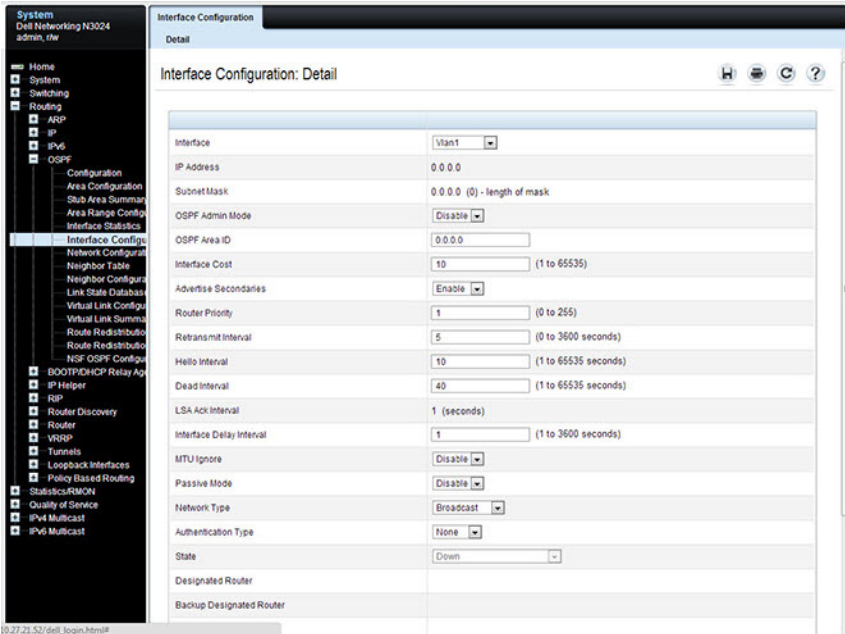 System
Dell Networking N3024
admin, r/w
Interface Configuration
Detail
Home
System
Switching
Routing
ARP
IP
IPv6
OSPF
Configuration
Area Configuration
Stub Area Summary
Area Range Configu
Interface Statistics
Interface Configu
Network Configurat
Neighbor Table
Neighbor Configura
Link State Database
Virtual Link Configu
Virtual Link Summa
Route Redistributio
Route Redistributio
NSF OSPF Configur
BOOTP/DHCP Relay Age
IP Helper
RIP
Router Discovery
Router
VRRP
Tunnels
Loopback Interfaces
Policy Based Routing
Statistics/RMON
Quality of Service
IPv4 Multicast
IPv6 Multicast
Interface Configuration: Detail
Interface Vlan1
IP Address 0.0.0.0
Subnet Mask 0.0.0.0 (0) - length of mask
OSPF Admin Mode Disable
OSPF Area ID 0.0.0.0
Interface Cost 10 (1 to 65535)
Advertise Secondaries Enable
Router Priority 1 (0 to 255)
Retransmit Interval 5 (0 to 3600 seconds)
Hello Interval 10 (1 to 65535 seconds)
Dead Interval 40 (1 to 65535 seconds)
LSA Ack Interval 1 (seconds)
Interface Delay Interval 1 (1 to 3600 seconds)
MTU Ignore Disable
Passive Mode Disable
Network Type Broadcast
Authentication Type None
State Down
Designated Router
Backup Designated Router
10.27.21.52/dell_login.html#